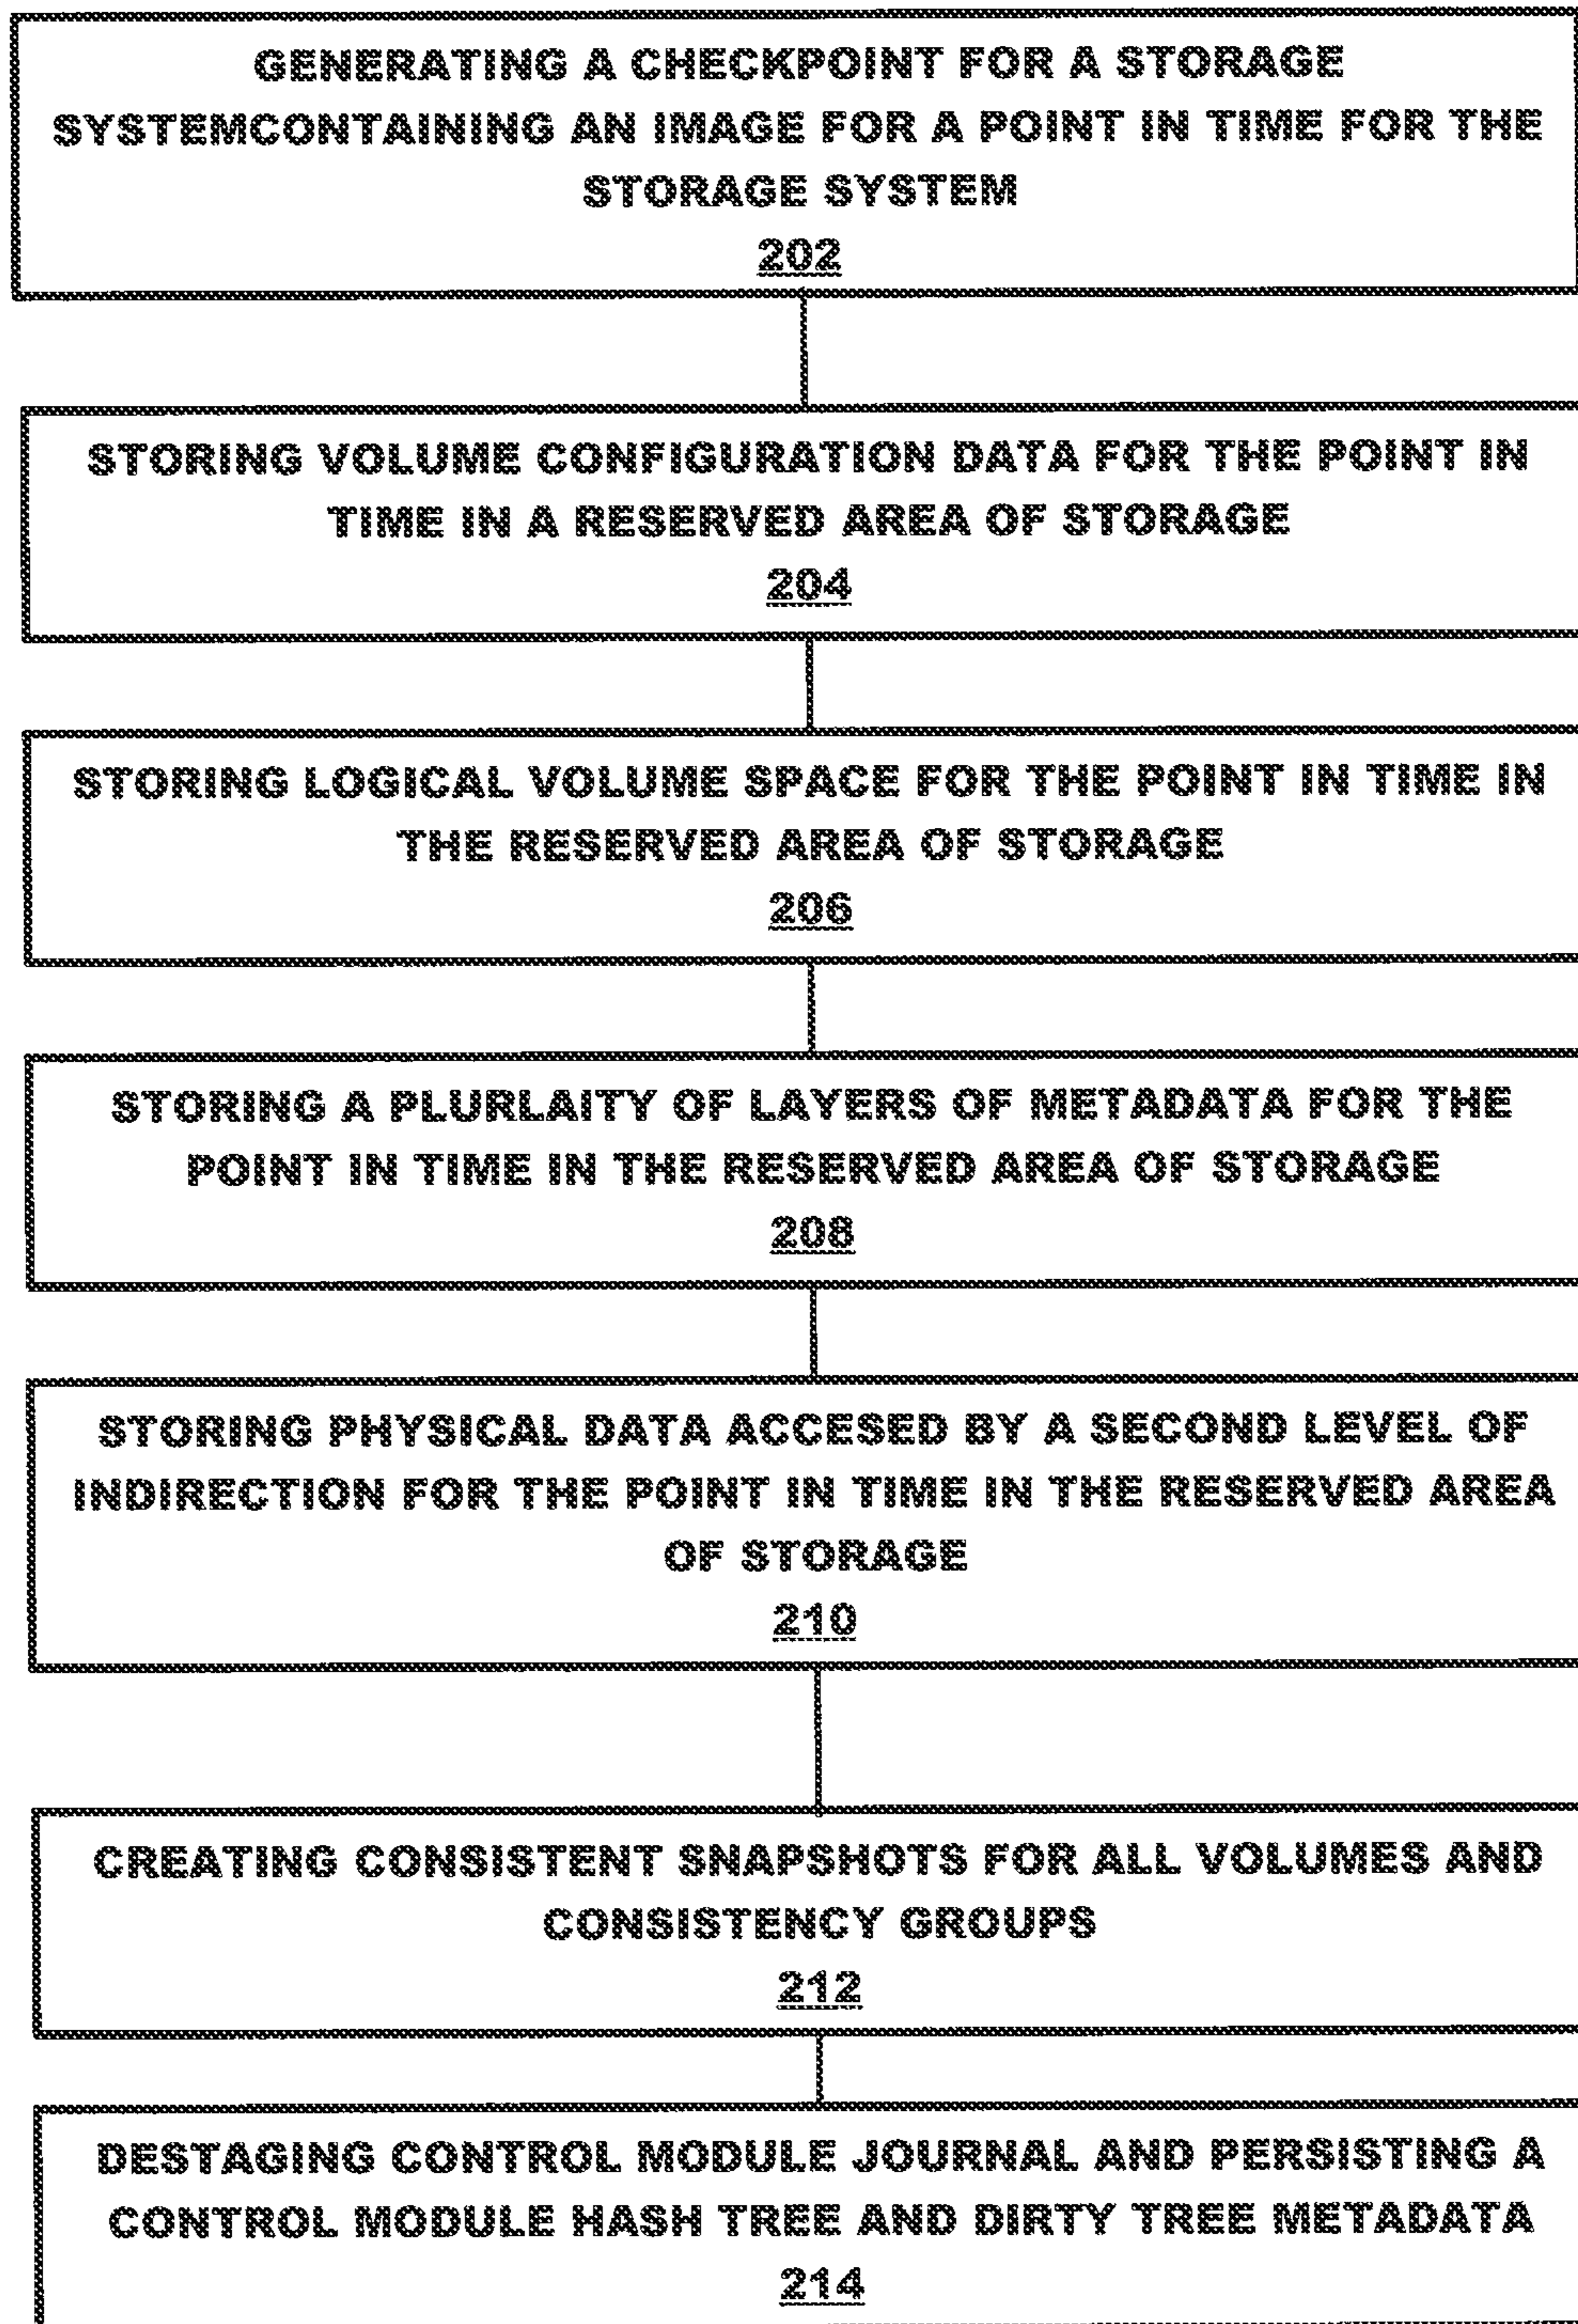 GENERATING A CHECKPOINT FOR A STORAGE
SYSTEMCONTAINING AN IMAGE FOR A POINT IN TIME FOR THE
STORAGE SYSTEM
202
STORING VOLUME CONFIGURATION DATA FOR THE POINT IN
TIME IN A RESERVED AREA OF STORAGE
204
STORING LOGICAL VOLUME SPACE FOR THE POINT IN TIME IN
THE RESERVED AREA OF STORAGE
206
STORING A PLURLAITY OF LAYERS OF METADATA FOR THE
POINT IN TIME IN THE RESERVED AREA OF STORAGE
208
STORING PHYSICAL DATA ACCESED BY A SECOND LEVEL OF
INDIRECTION FOR THE POINT IN TIME IN THE RESERVED AREA
OF STORAGE
210
CREATING CONSISTENT SNAPSHOTS FOR ALL VOLUMES AND
CONSISTENCY GROUPS
212
DESTAGING CONTROL MODULE JOURNAL AND PERSISTING A
CONTROL MODULE HASH TREE AND DIRTY TREE METADATA
214